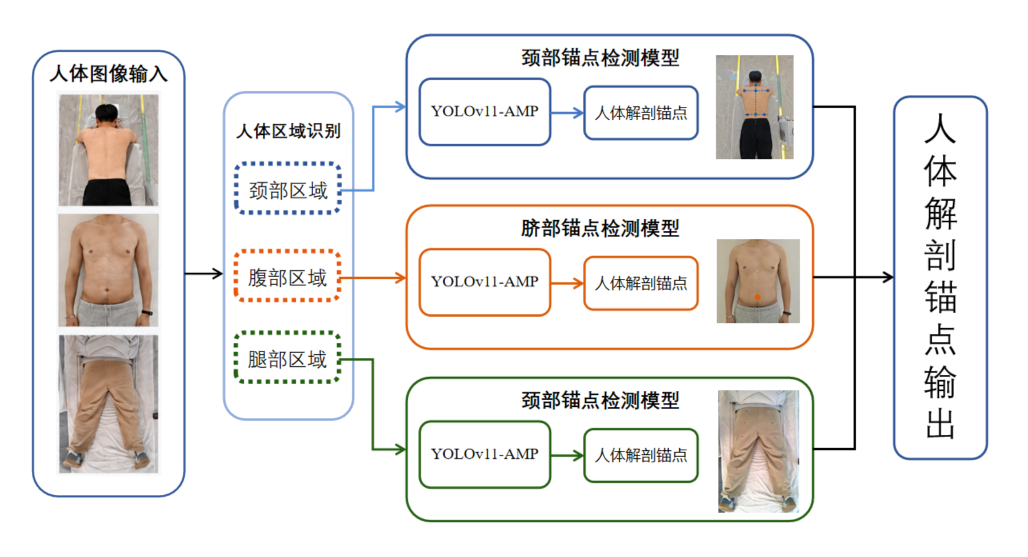 人体图像输入
人体区域识别
颈部区域
腹部区域
腿部区域
颈部锚点检测模型
YOLOv11-AMP
人体解剖锚点
脐部锚点检测模型
YOLOv11-AMP
人体解剖锚点
颈部锚点检测模型
YOLOv11-AMP
人体解剖锚点
人体解剖锚点输出